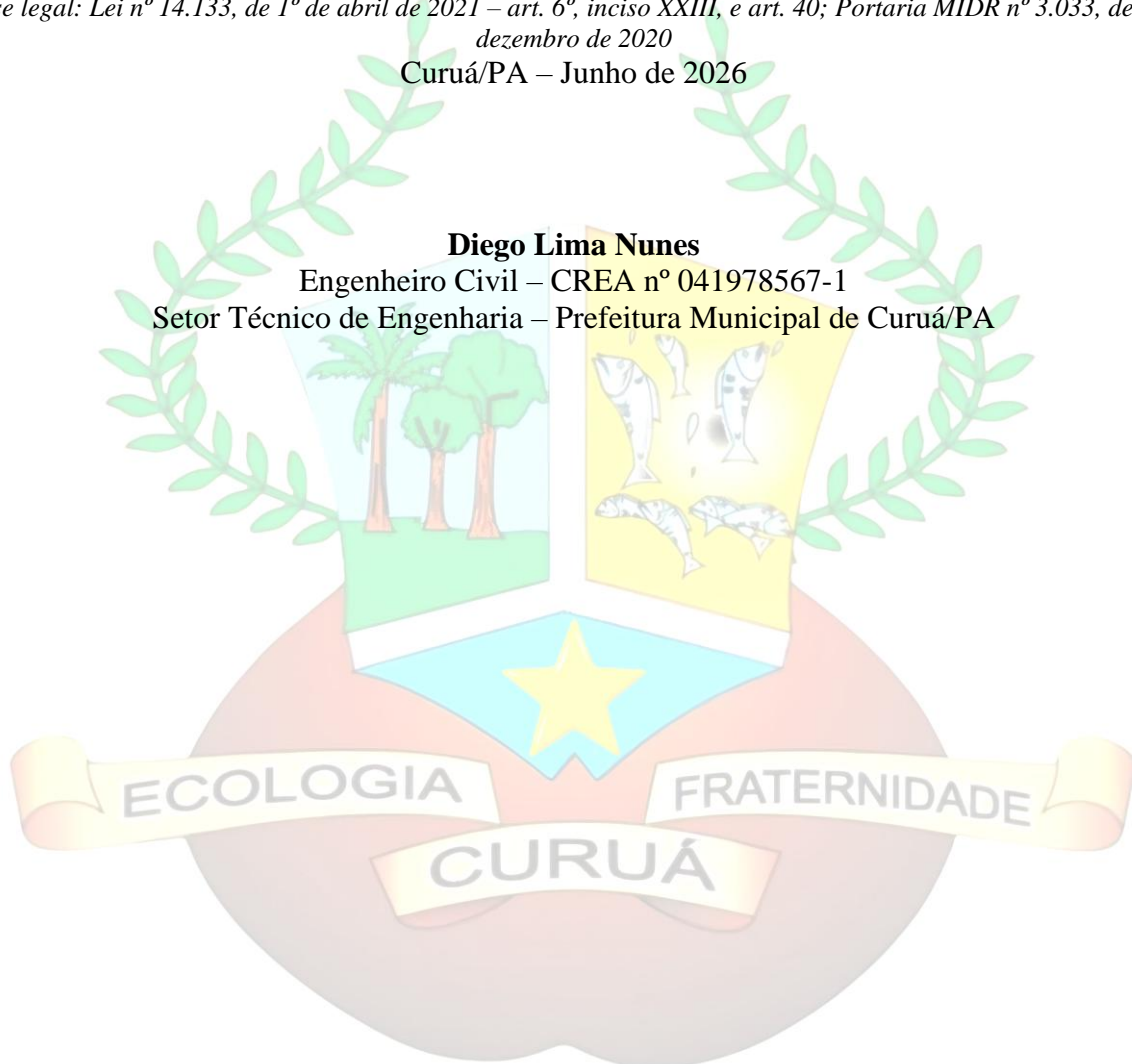 e legal: Lei nº 14.133, de 1º de abril de 2021 – art. 6º, inciso XXIII, e art. 40; Portaria MIDR nº 3.033, de
dezembro de 2020
Curuá/PA – Junho de 2026
Diego Lima Nunes
Engenheiro Civil – CREA nº 041978567-1
Setor Técnico de Engenharia – Prefeitura Municipal de Curuá/PA
ECOLOGIA
FRATERNIDADE
CURUÁ